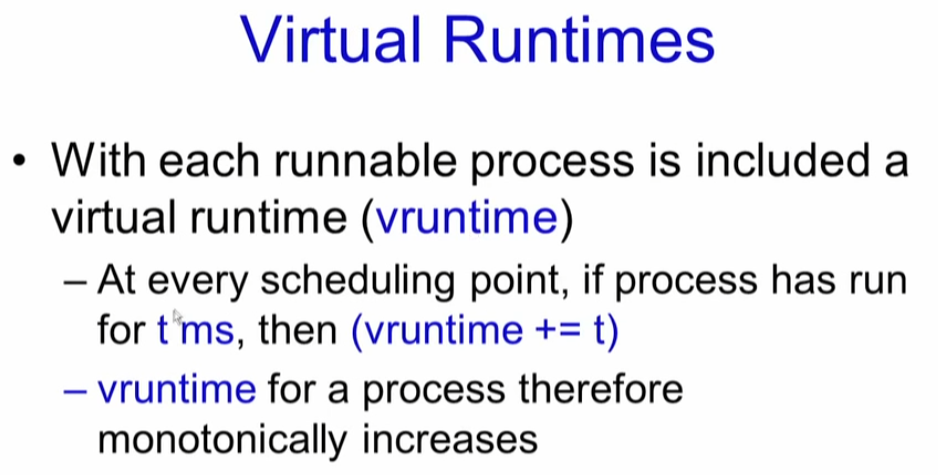 Virtual Runtimes
• With each runnable process is included a
virtual runtime (vruntime)
– At every scheduling point, if process has run
for t ms, then (vruntime += t)
– vruntime for a process therefore
monotonically increases